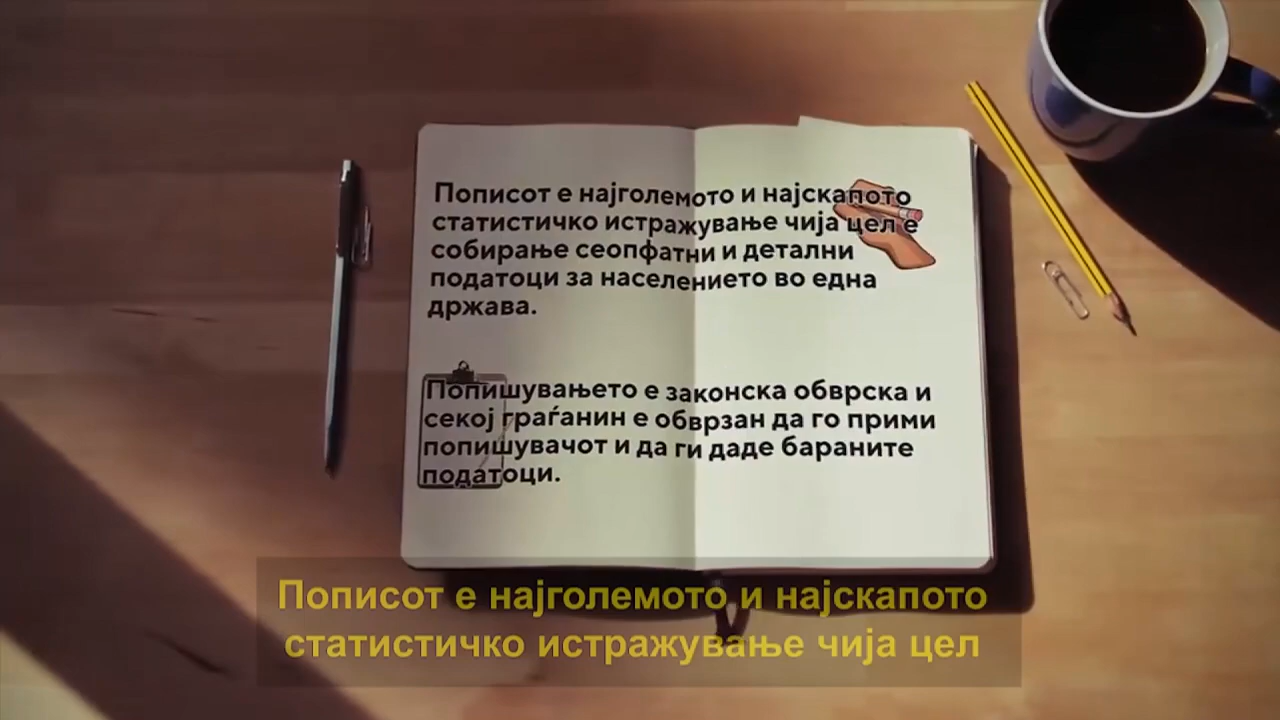 Пописот е најголемото и најскапото
статистичко истражување чија цел е
собирање сеопфатни и детални
податоци за населението во една
држава.
Попишувањето е законска обврска и
секој граѓанин е обврзан да го прими
попишувачот и да ги даде бараните
податоци.
Пописот е најголемото и најскапото
статистичко истражување чија цел